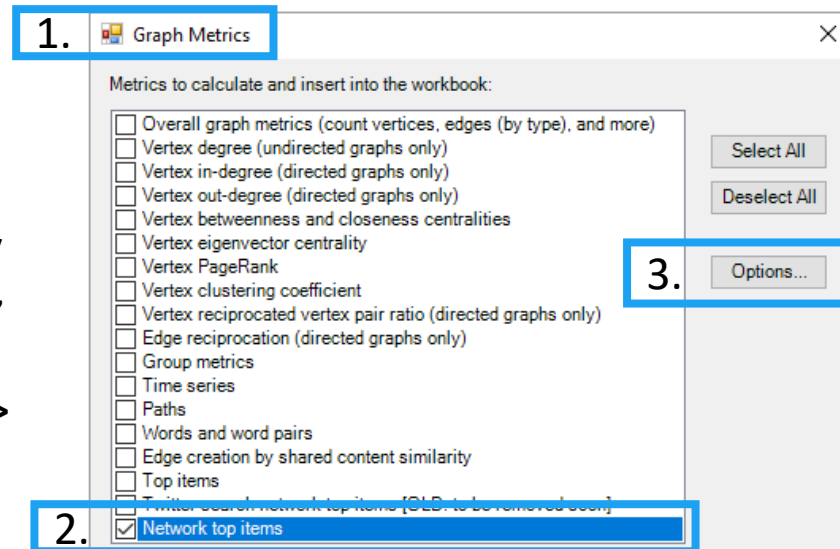 1. Graph Metrics
Metrics to calculate and insert into the workbook:
Overall graph metrics (count vertices, edges (by type), and more)
Vertex degree (undirected graphs only)
Select All
Vertex in-degree (directed graphs only)
Vertex out-degree (directed graphs only)
Deselect All
Vertex betweenness and closeness centralities
Vertex eigenvector centrality
Vertex PageRank
3. Options...
Vertex clustering coefficient
Vertex reciprocated vertex pair ratio (directed graphs only)
Edge reciprocation (directed graphs only)
Group metrics
Time series
Paths
Words and word pairs
Edge creation by shared content similarity
Top items
Twitter search network top items
2. Network top items